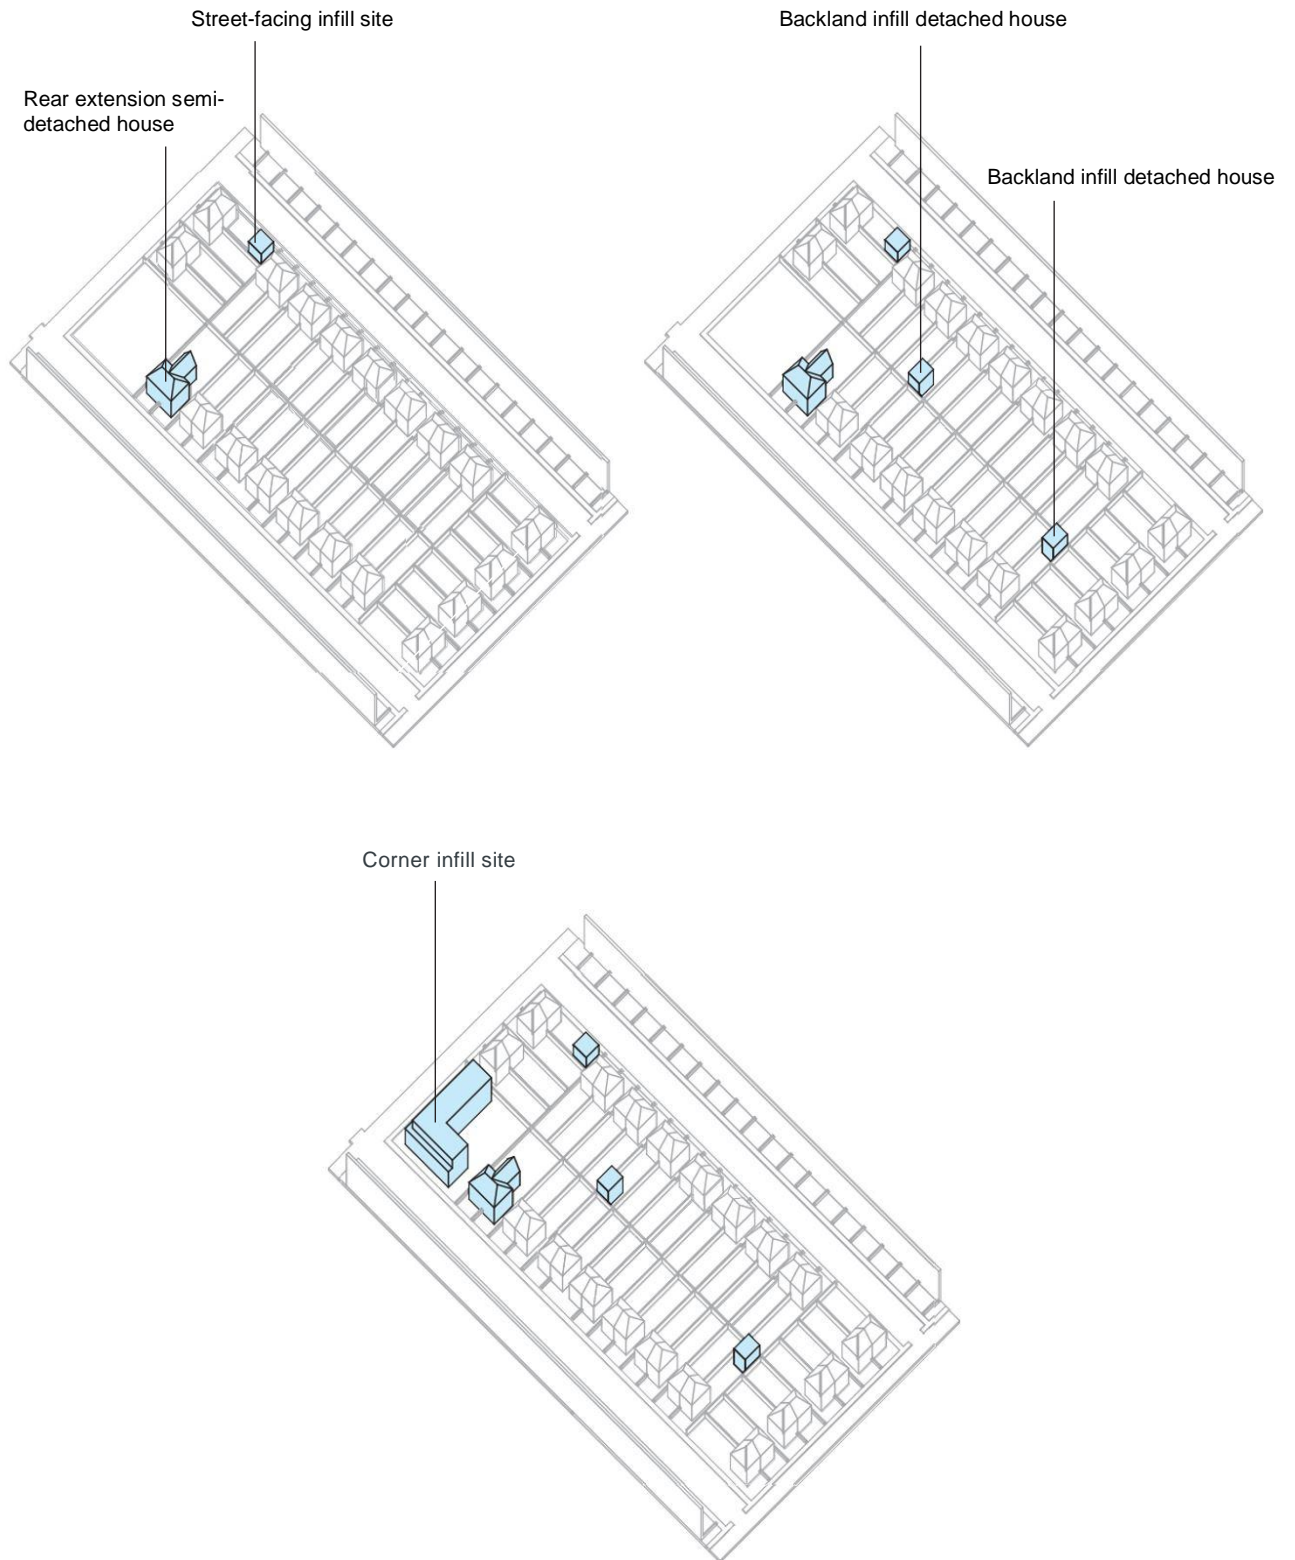 Street-facing infill site
Rear extension semi-
detached house
Backland infill detached house
Backland infill detached house
Corner infill site